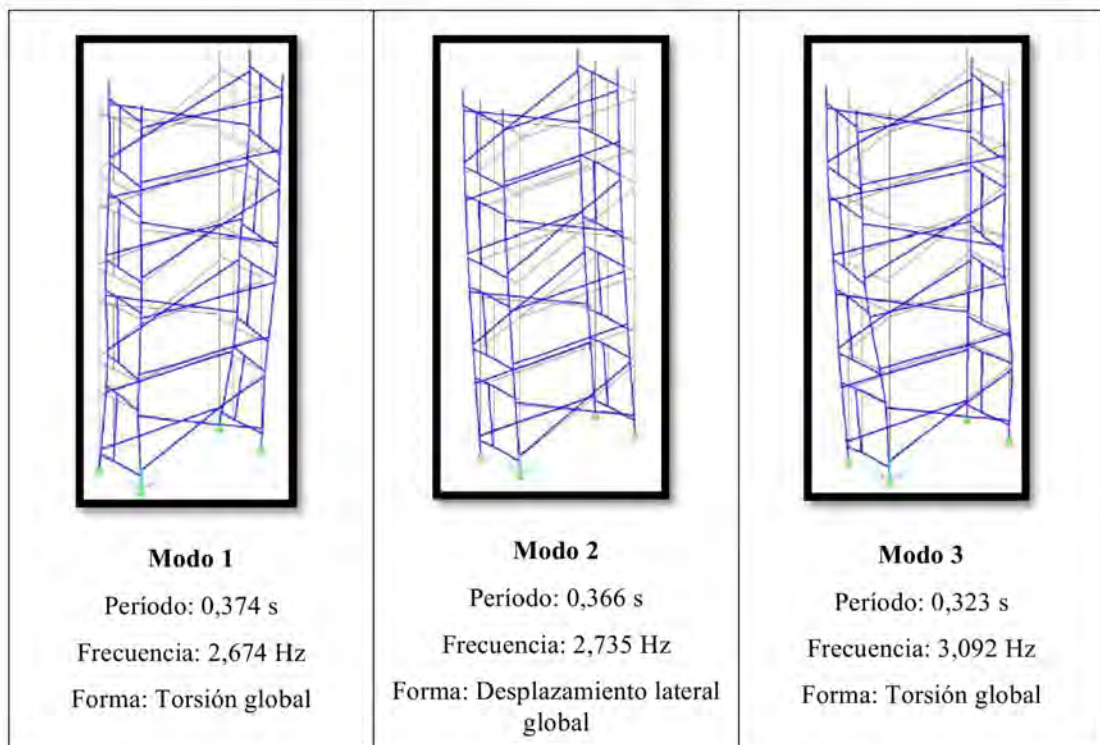 Modo 1
Período: 0,374 s
Frecuencia: 2,674 Hz
Forma: Torsión global
Modo 2
Período: 0,366 s
Frecuencia: 2,735 Hz
Forma: Desplazamiento lateral
global
Modo 3
Período: 0,323 s
Frecuencia: 3,092 Hz
Forma: Torsión global